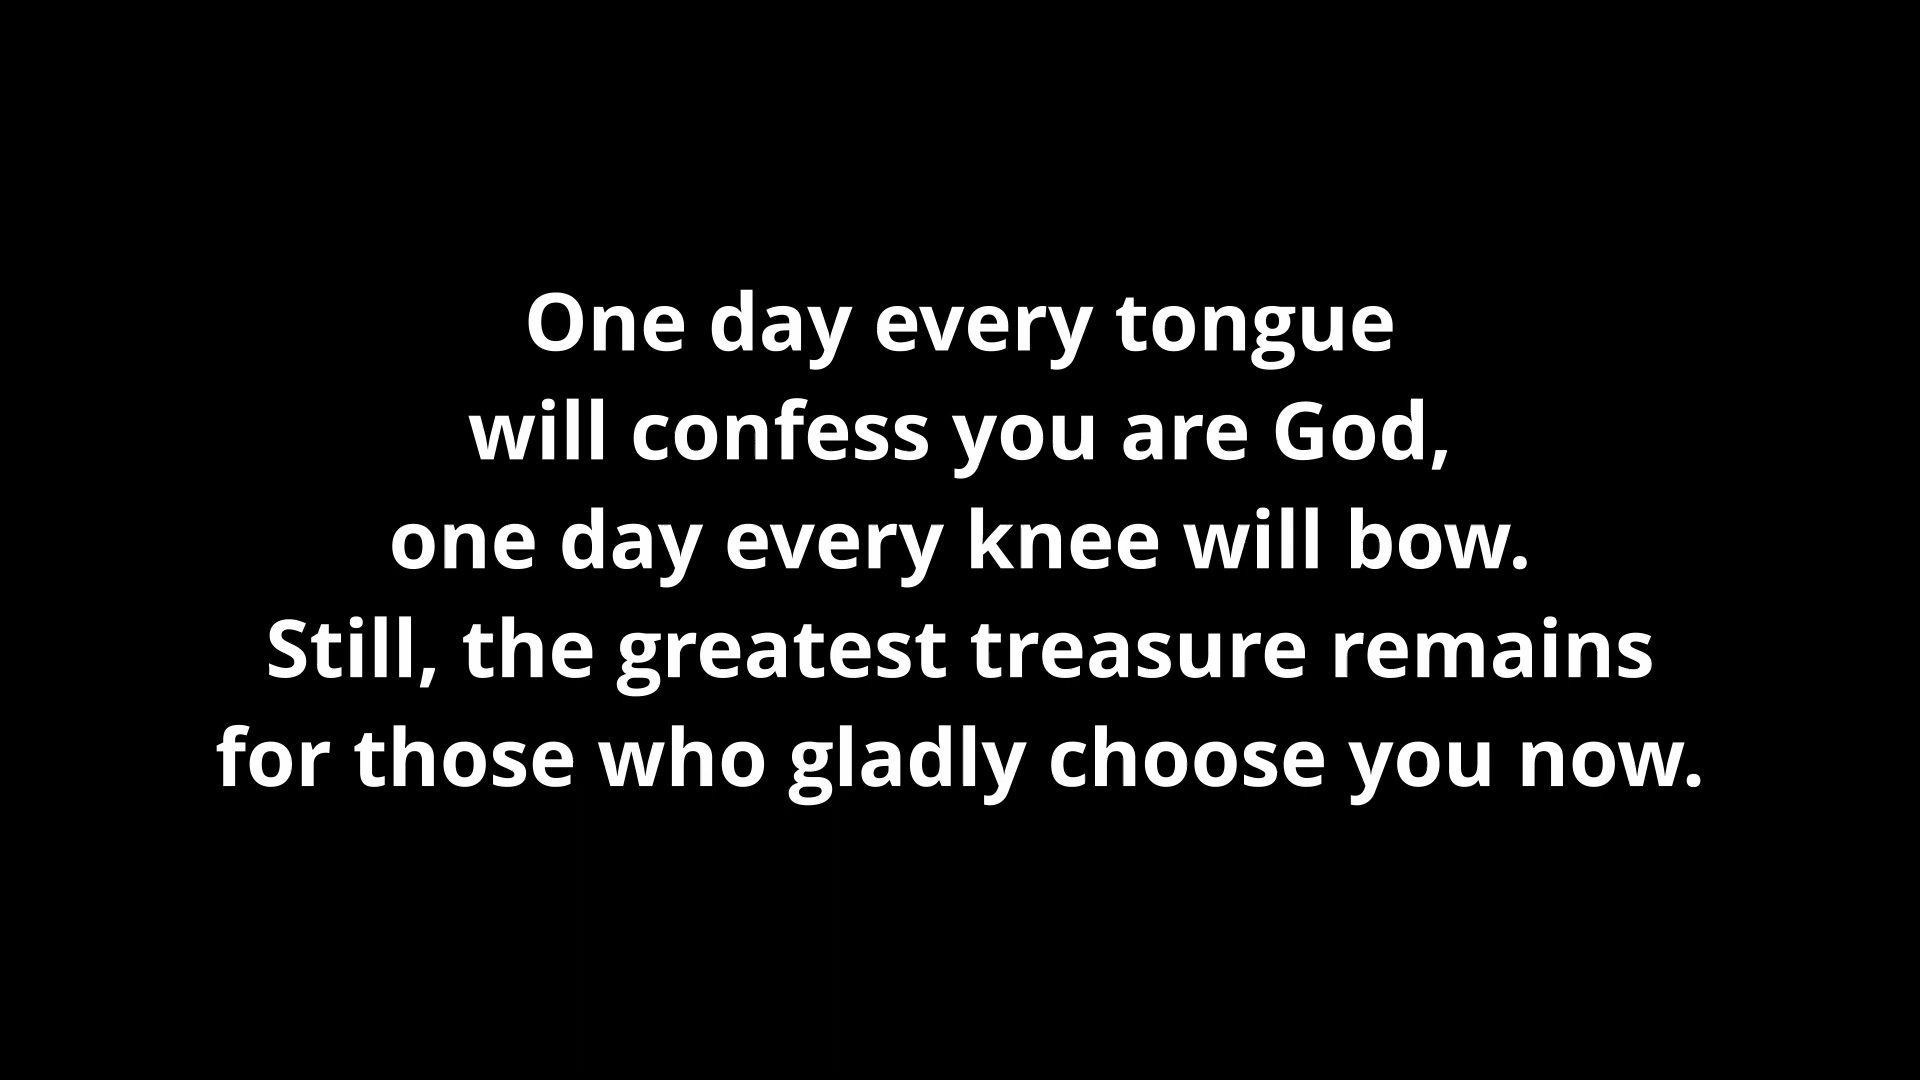 One day every tongue
will confess you are God,
one day every knee will bow.
Still, the greatest treasure remains
for those who gladly choose you now.